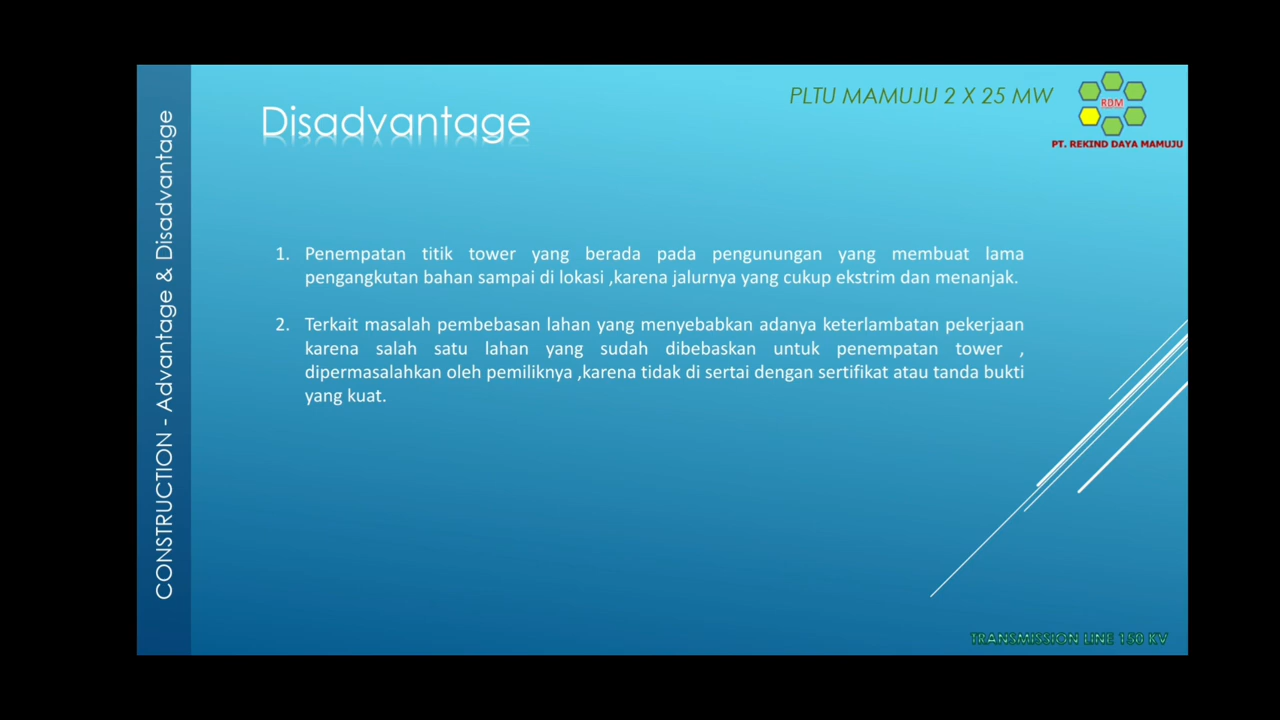 CONSTRUCTION - Advantage & Disadvantage
Disadvantage
PLTU MAMUJU 2 X 25 MW
RDM
PT. REKIND DAYA MAMUJU
1. Penempatan titik tower yang berada pada pengunungan yang membuat lama
pengangkutan bahan sampai di lokasi ,karena jalurnya yang cukup ekstrim dan menanjak.
2. Terkait masalah pembebasan lahan yang menyebabkan adanya keterlambatan pekerjaan
karena salah satu lahan yang sudah dibebaskan untuk penempatan tower ,
dipermasalahkan oleh pemiliknya ,karena tidak di sertai dengan sertifikat atau tanda bukti
yang kuat.
TRANSMISSION LINE 150 KV